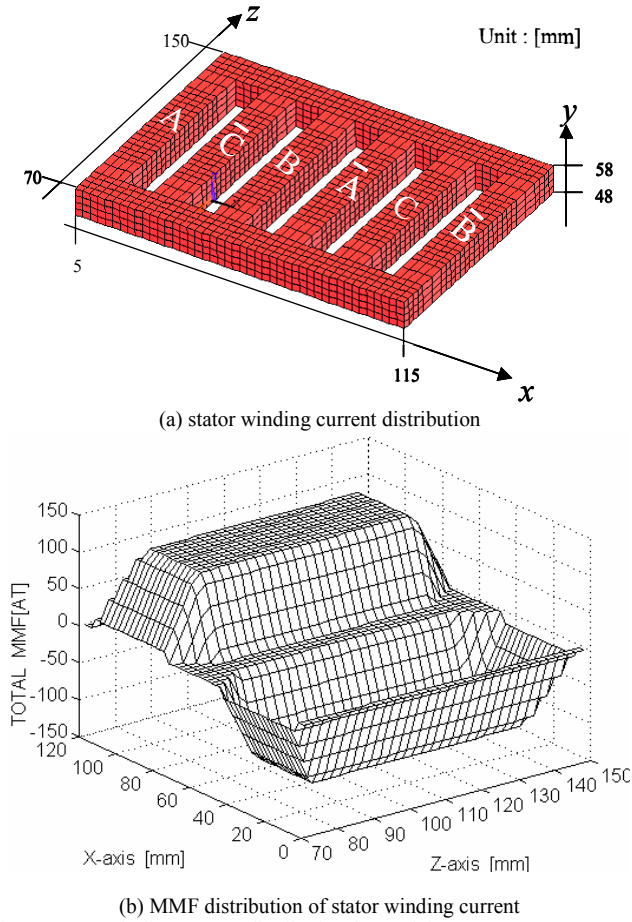 z
150
Unit : [mm]
y
A
C̄
B
Ā
C
B̄
58
48
70
5
115
x
(a) stator winding current distribution
150
100
50
0
-50
-100
-150
TOTAL MMF[AT]
120
100
80
60
40
20
0
X-axis [mm]
70
80
90
100
110
120
130
140
150
Z-axis [mm]
(b) MMF distribution of stator winding current